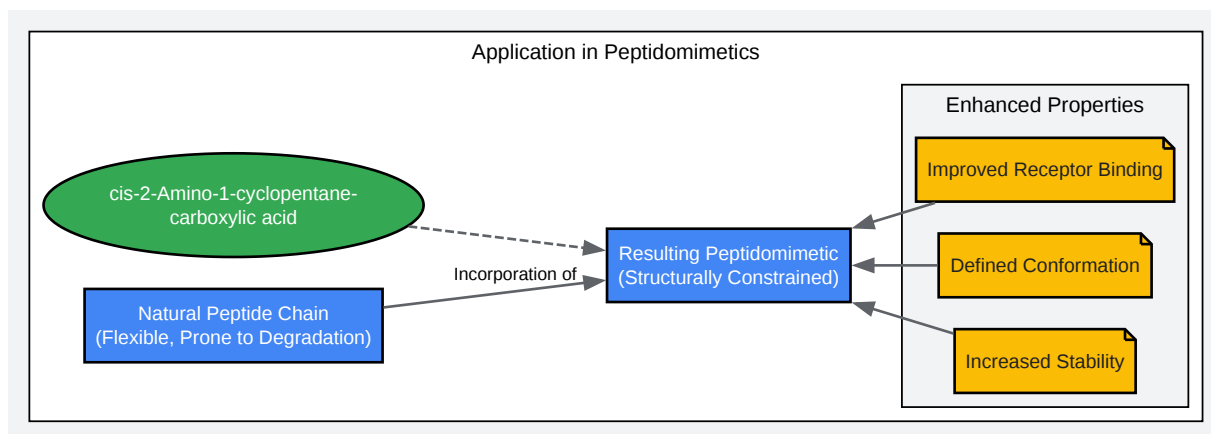 Application in Peptidomimetics
Enhanced Properties
Improved Receptor Binding
cis-2-Amino-1-cyclopentane-
carboxylic acid
Resulting Peptidomimetic
(Structurally Constrained)
Defined Conformation
Incorporation of
Natural Peptide Chain
(Flexible, Prone to Degradation)
Increased Stability